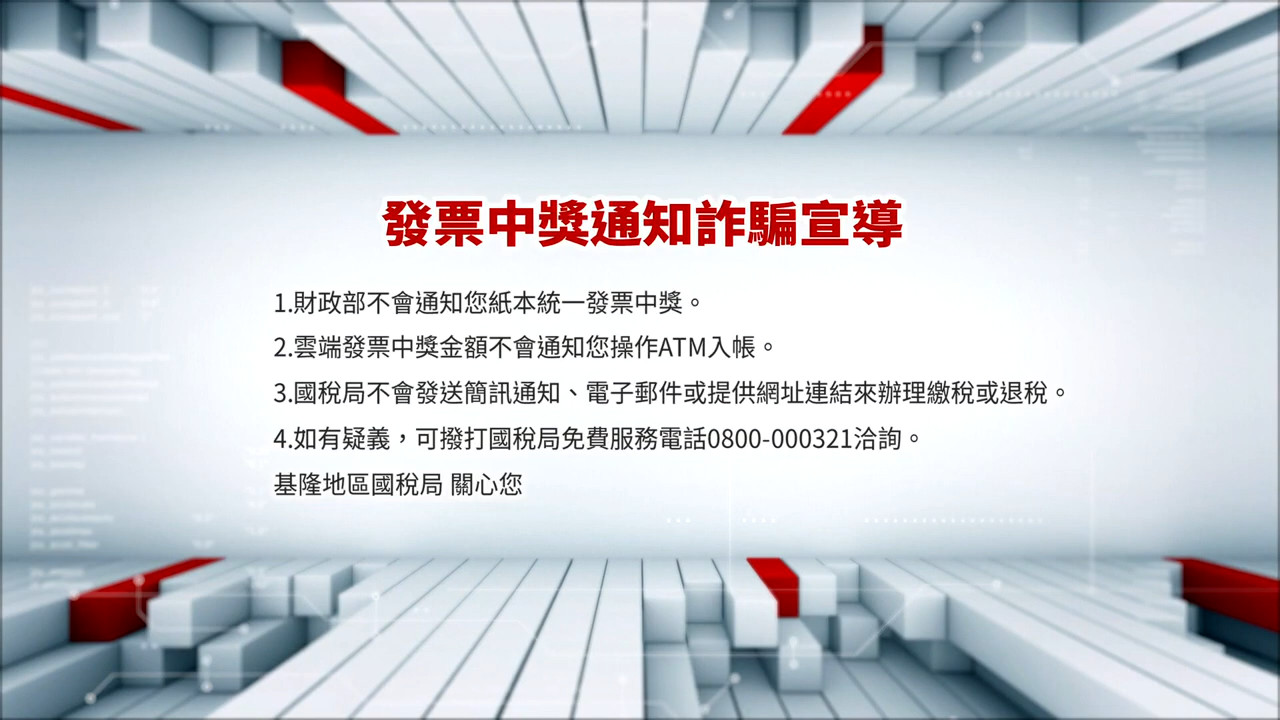 發票中獎通知詐騙宣導
1.財政部不會通知您紙本統一發票中獎。
2.雲端發票中獎金額不會通知您操作ATM入帳。
3.國稅局不會發送簡訊通知、電子郵件或提供網址連結來辦理繳稅或退稅。
4.如有疑義，可撥打國稅局免費服務電話0800-000321洽詢。
基隆地區國稅局 關心您